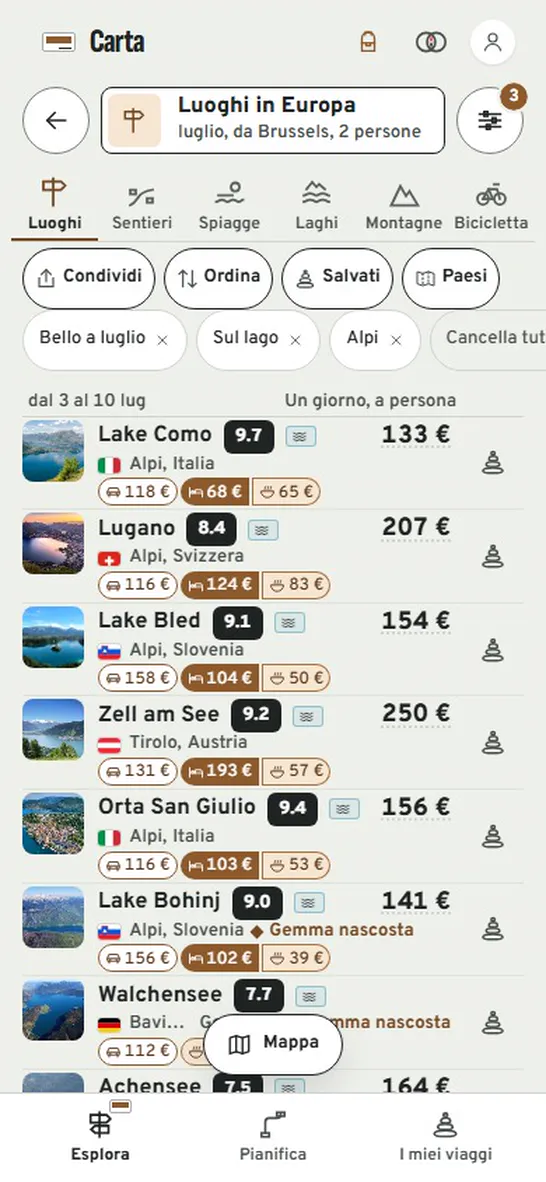 Carta
3
Luoghi in Europa
luglio, da Brussels, 2 persone
Luoghi
Sentieri
Spiagge
Laghi
Montagne
Bicicletta
Condividi
Ordina
Salvati
Paesi
Bello a luglio ×
Sul lago ×
Alpi ×
Cancella tut
dal 3 al 10 lug
Un giorno, a persona
Lake Como 9.7 133 €
Alpi, Italia
118 € 68 € 65 €
Lugano 8.4 207 €
Alpi, Svizzera
116 € 124 € 83 €
Lake Bled 9.1 154 €
Alpi, Slovenia
158 € 104 € 50 €
Zell am See 9.2 250 €
Tirolo, Austria
131 € 193 € 57 €
Orta San Giulio 9.4 156 €
Alpi, Italia
116 € 103 € 53 €
Lake Bohinj 9.0 141 €
Alpi, Slovenia ◆ Gemma nascosta
156 € 102 € 39 €
Walchensee 7.7
Bavi... mma nascosta
112 €
Mappa
Achensee 7.5 164 €
Esplora
Pianifica
I miei viaggi